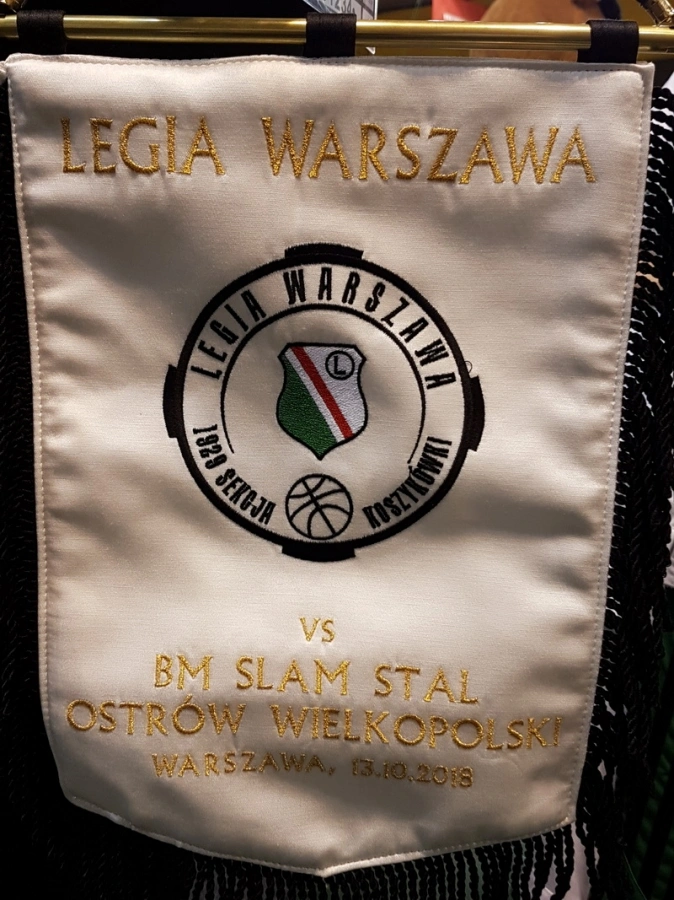 LEGIA WARSZAWA
LEGIA WARSZAWA
L
1929 SEKCJA KOSZYKÓWKI
VS
BM SLAM STAL
OSTRÓW WIELKOPOLSKI
WARSZAWA, 13.10.2018